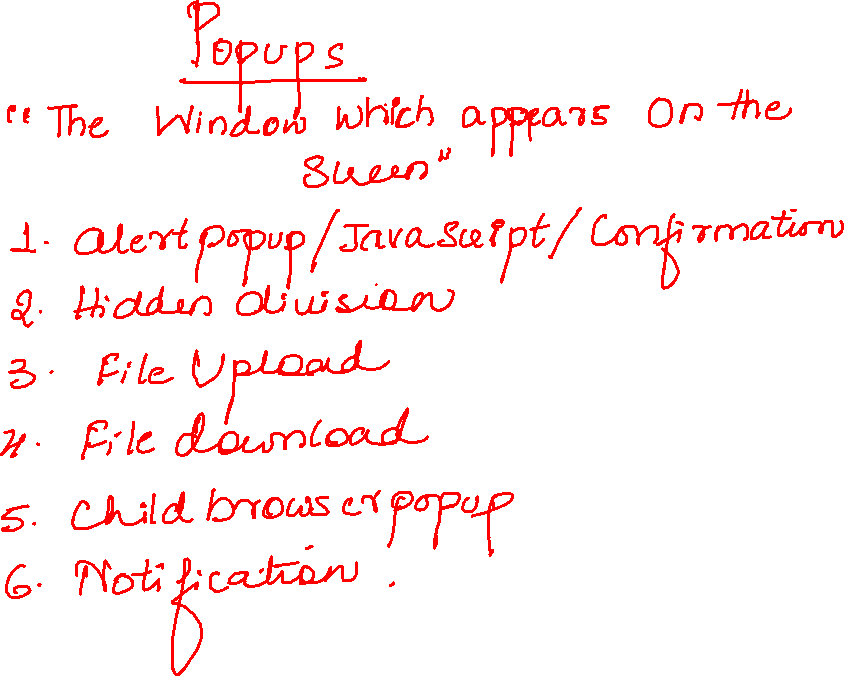 Popups
"The Window which appears on the
Screen"
1. Alert popup/Javascript/Confirmation
2. Hidden division
3. File Upload
4. File download
5. Child browser popup
6. Notification.